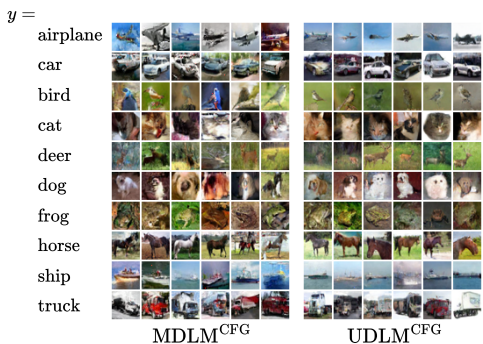 y =
airplane
car
bird
cat
deer
dog
frog
horse
ship
truck
MDLM^CFG UDLM^CFG